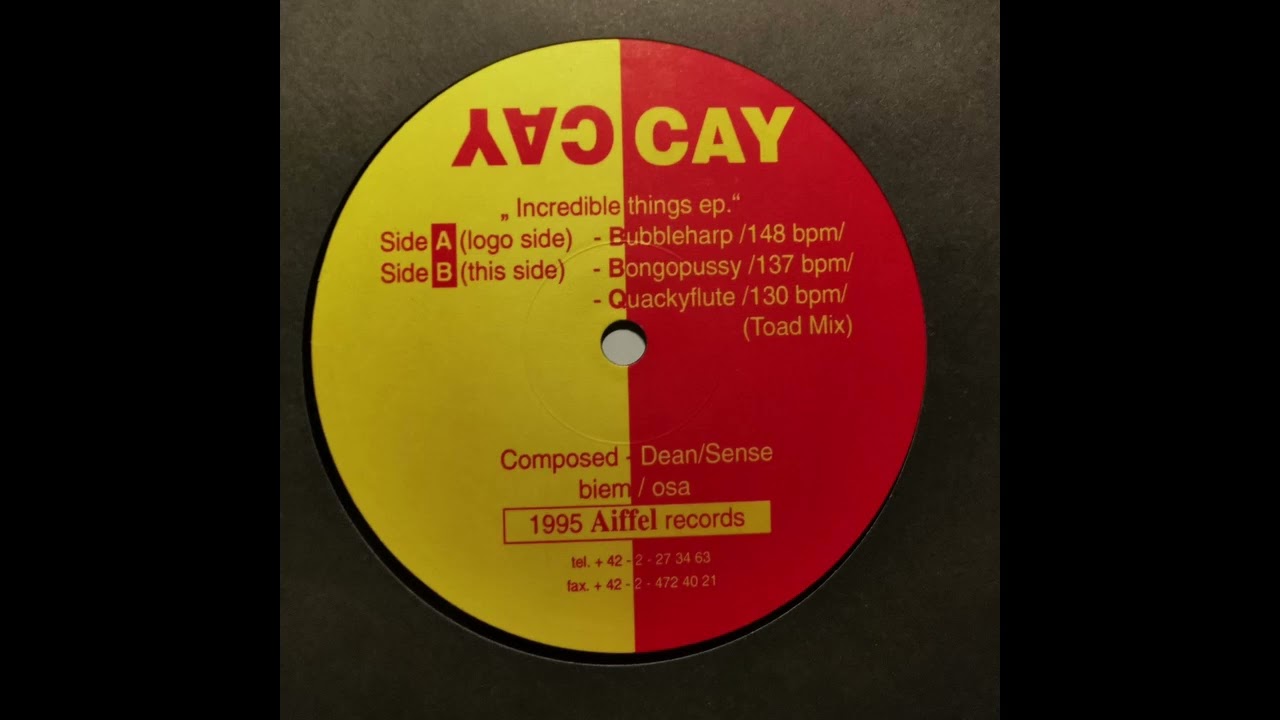 CAY CAY
„Incredible things ep.“
Side A (logo side) - Bubbleharp /148 bpm/
Side B (this side) - Bongopussy /137 bpm/
- Quackyflute /130 bpm/
(Toad Mix)
Composed - Dean/Sense
biem / osa
1995 Aiffel records
tel. + 42 - 2 - 27 34 63
fax. + 42 - 2 - 472 40 21